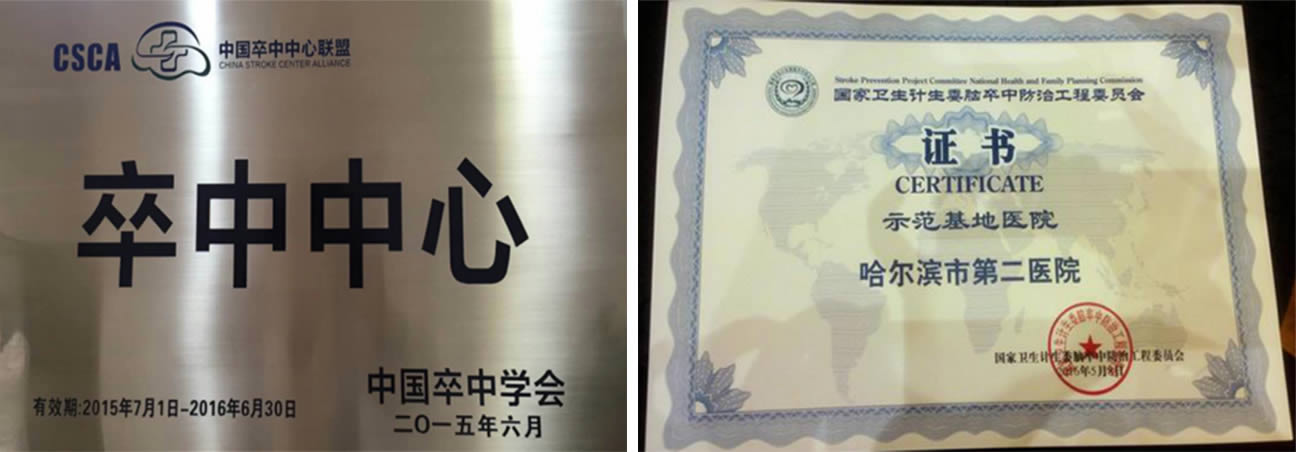 CSCA
中国卒中中心联盟
CHINA STROKE CENTER ALLIANCE
卒中中心
有效期:2015年7月1日-2016年6月30日
中国卒中学会
二〇一五年六月
Stroke Prevention Project Committee National Health and Family Planning Commission
国家卫生计生委脑卒中防治工程委员会
证书
CERTIFICATE
示范基地医院
哈尔滨市第二医院
国家卫生计生委脑卒中防治工程委员会